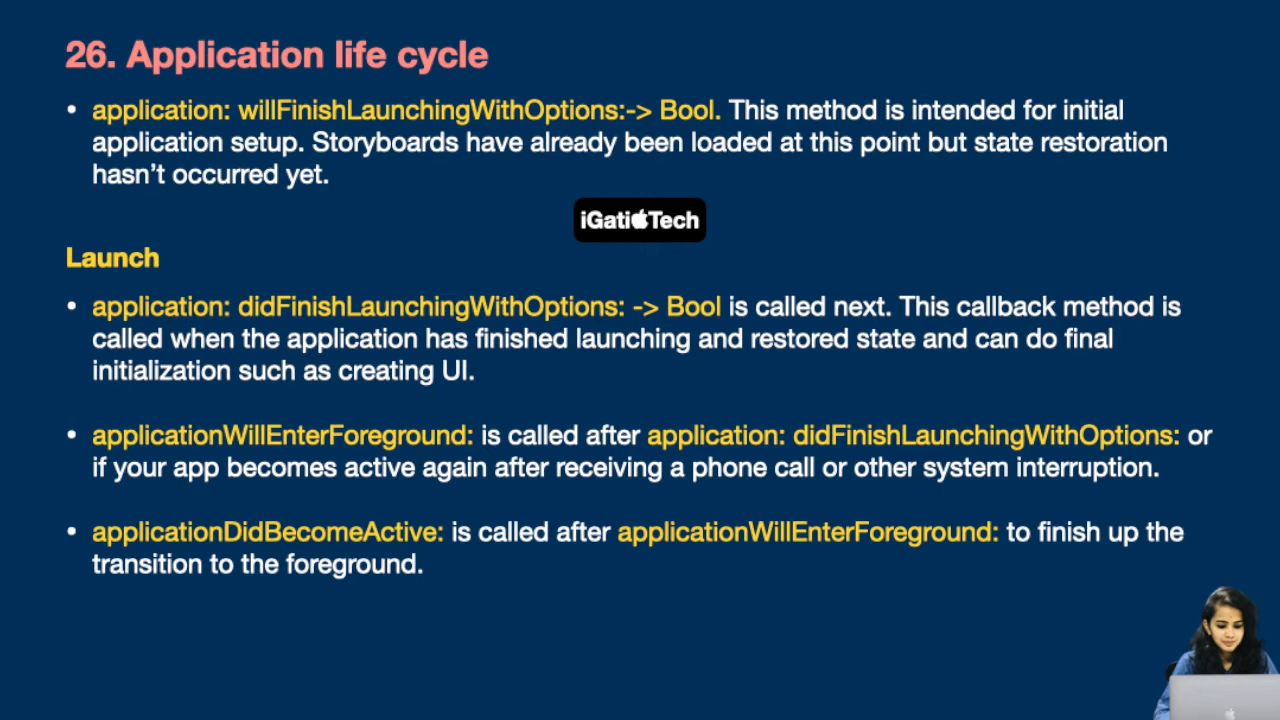 26. Application life cycle
• application: willFinishLaunchingWithOptions:-> Bool. This method is intended for initial
application setup. Storyboards have already been loaded at this point but state restoration
hasn’t occurred yet.
iGati Tech
Launch
• application: didFinishLaunchingWithOptions: -> Bool is called next. This callback method is
called when the application has finished launching and restored state and can do final
initialization such as creating UI.
• applicationWillEnterForeground: is called after application: didFinishLaunchingWithOptions: or
if your app becomes active again after receiving a phone call or other system interruption.
• applicationDidBecomeActive: is called after applicationWillEnterForeground: to finish up the
transition to the foreground.